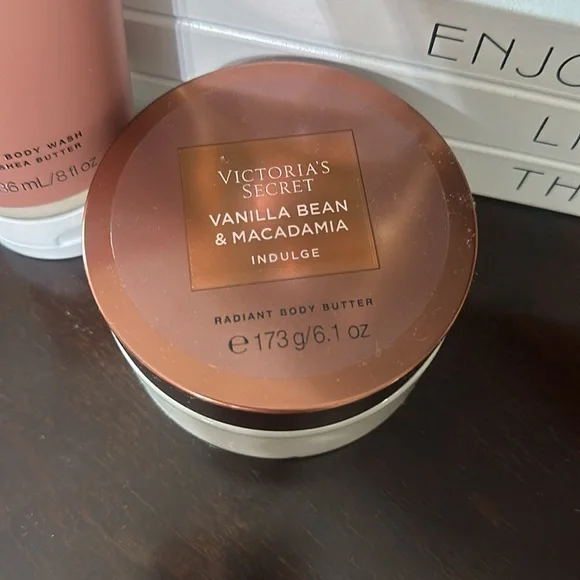 BODY WASH
SHEA BUTTER
36 mL/8 fl oz
VICTORIA'S
SECRET
VANILLA BEAN
& MACADAMIA
INDULGE
RADIANT BODY BUTTER
e 173 g/6.1 oz
ENJO
LI
TH